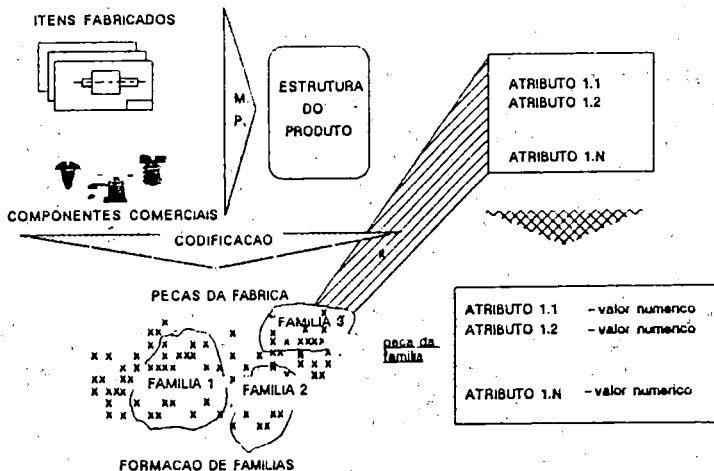 ITENS FABRICADOS
M.
P.
ESTRUTURA
DO
PRODUTO
COMPONENTES COMERCIAIS
CODIFICACAO
ATRIBUTO 1.1
ATRIBUTO 1.2
ATRIBUTO 1.N
PECAS DA FABRICA
FAMILIA 3
FAMILIA 1
FAMILIA 2
FORMACAO DE FAMILIAS
peca da
familia
ATRIBUTO 1.1 - valor numerico
ATRIBUTO 1.2 - valor numerico
ATRIBUTO 1.N - valor numerico